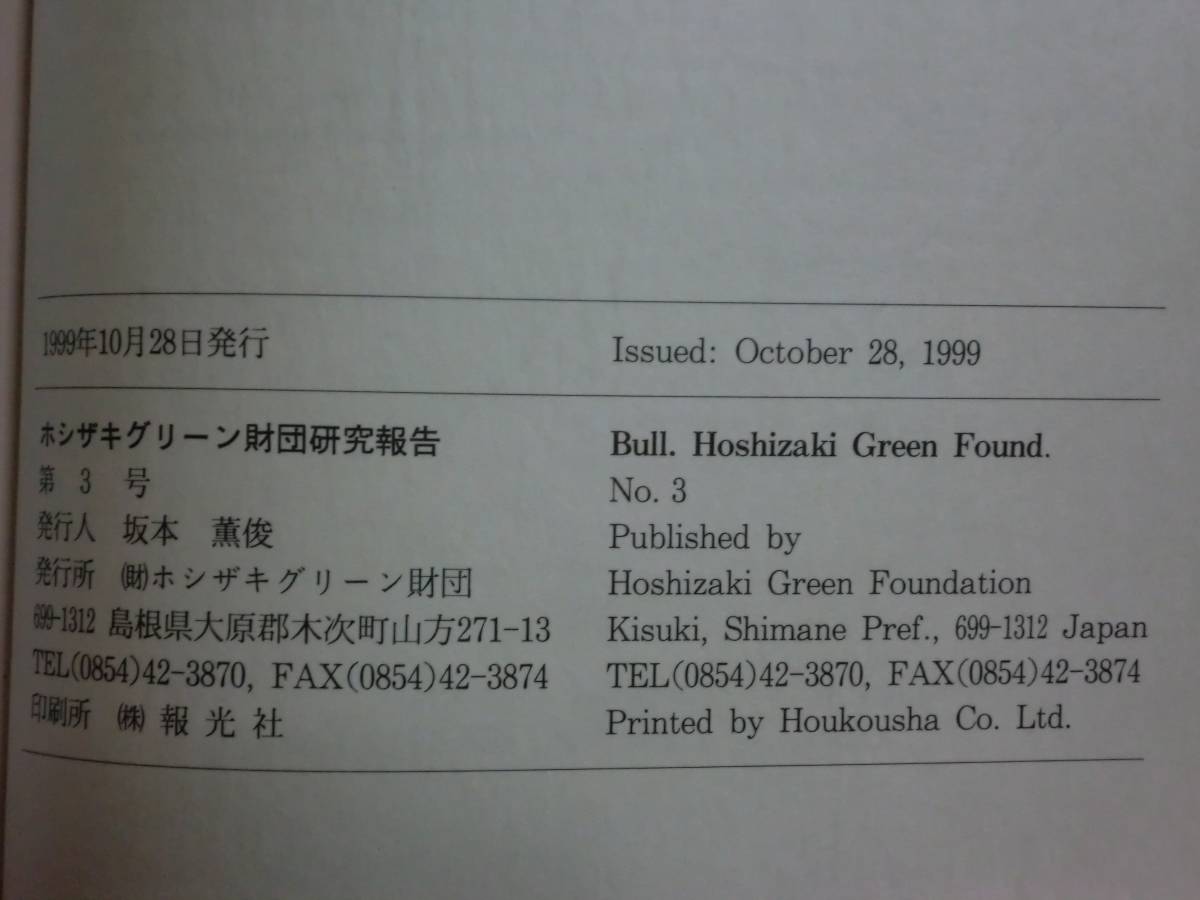 1999年10月28日発行
Issued: October 28, 1999
ホシザキグリーン財団研究報告
第 3 号
発行人 坂本 薫俊
発行所 (財)ホシザキグリーン財団
699-1312 島根県大原郡木次町山方271-13
TEL(0854)42-3870, FAX(0854)42-3874
印刷所 (株) 報光社
Bull. Hoshizaki Green Found.
No. 3
Published by
Hoshizaki Green Foundation
Kisuki, Shimane Pref., 699-1312 Japan
TEL(0854)42-3870, FAX(0854)42-3874
Printed by Houkousha Co. Ltd.